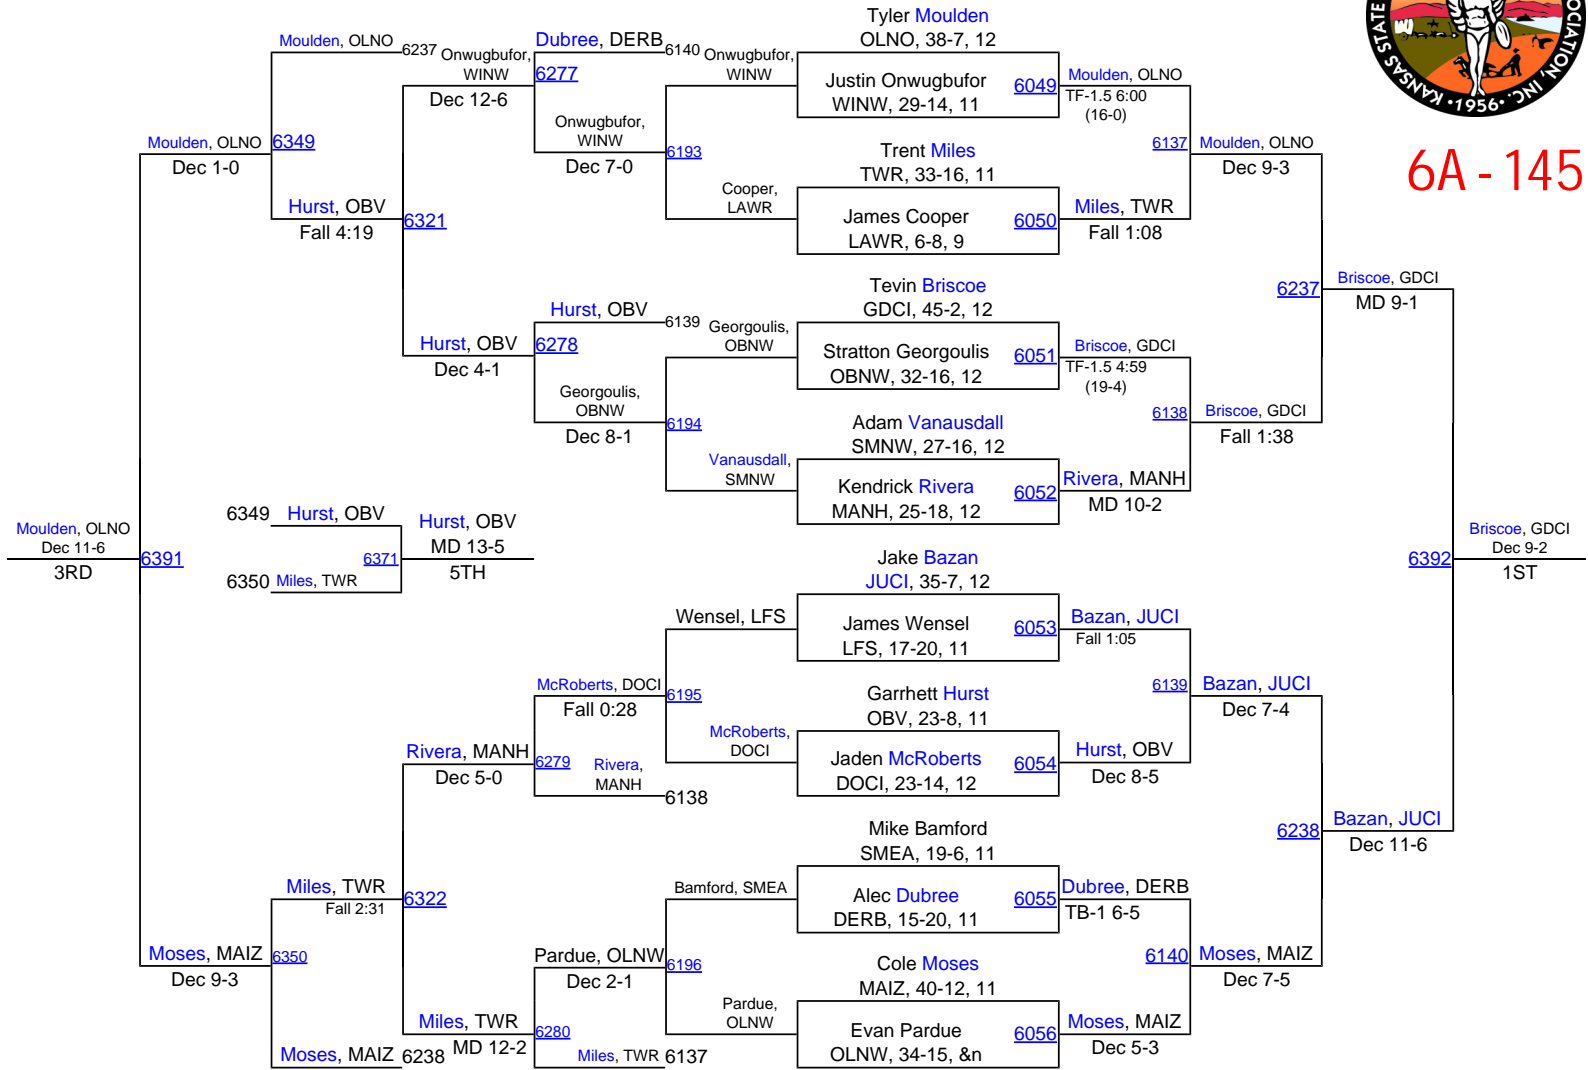 KANSAS STATE
OCIATION, INC.
•1956•
6A - 145
Tyler Moulden
OLNO, 38-7, 12
Justin Onwugbufor
WINW, 29-14, 11
6049
Trent Miles
TWR, 33-16, 11
James Cooper
LAWR, 6-8, 9
6050
Tevin Briscoe
GDCI, 45-2, 12
Stratton Georgoulis
OBNW, 32-16, 12
6051
Adam Vanausdall
SMNW, 27-16, 12
Kendrick Rivera
MANH, 25-18, 12
6052
Jake Bazan
JUCI, 35-7, 12
James Wensel
LFS, 17-20, 11
6053
Garrhett Hurst
OBV, 23-8, 11
Jaden McRoberts
DOCI, 23-14, 12
6054
Mike Bamford
SMEA, 19-6, 11
Alec Dubree
DERB, 15-20, 11
6055
Cole Moses
MAIZ, 40-12, 11
Evan Pardue
OLNW, 34-15, &n
6056
Moulden, OLNO
TF-1.5 6:00
(16-0)
6137
Miles, TWR
Fall 1:08
Briscoe, GDCI
TF-1.5 4:59
(19-4)
6138
Rivera, MANH
MD 10-2
Bazan, JUCI
Fall 1:05
6139
Hurst, OBV
Dec 8-5
Dubree, DERB
TB-1 6-5
6140
Moses, MAIZ
Dec 5-3
Moulden, OLNO
Dec 9-3
6237
Briscoe, GDCI
Fall 1:38
Bazan, JUCI
Dec 7-4
6238
Moses, MAIZ
Dec 7-5
Briscoe, GDCI
MD 9-1
6392
Bazan, JUCI
Dec 11-6
Briscoe, GDCI
Dec 9-2
1ST
Onwugbufor,
WINW
6193
Cooper,
LAWR
Georgoulis,
OBNW
6194
Vanausdall,
SMNW
Wensel, LFS
6195
McRoberts,
DOCI
Bamford, SMEA
6196
Pardue,
OLNW
Dubree, DERB
6140
6277
Onwugbufor,
WINW
Dec 7-0
Hurst, OBV
6139
6278
Georgoulis,
OBNW
Dec 8-1
McRoberts, DOCI
Fall 0:28
6279
Rivera,
MANH
6138
Pardue, OLNW
Dec 2-1
6280
Miles, TWR
6137
Onwugbufor,
WINW
Dec 12-6
6321
Hurst, OBV
Dec 4-1
Rivera, MANH
Dec 5-0
6322
Miles, TWR
MD 12-2
Moulden, OLNO
6237
6349
Hurst, OBV
Fall 4:19
Miles, TWR
Fall 2:31
6350
Moses, MAIZ
6238
Moulden, OLNO
Dec 1-0
6391
Moses, MAIZ
Dec 9-3
Moulden, OLNO
Dec 11-6
3RD
6349
Hurst, OBV
6371
6350
Miles, TWR
Hurst, OBV
MD 13-5
5TH